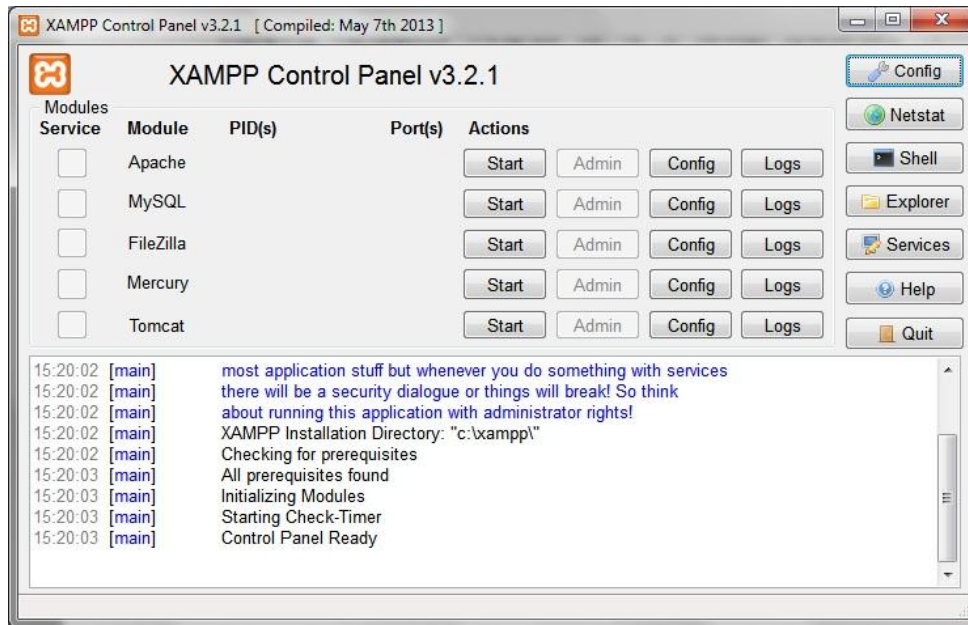 XAMPP Control Panel v3.2.1 [ Compiled: May 7th 2013 ]
XAMPP Control Panel v3.2.1
Config
Modules
Service Module PID(s) Port(s) Actions
Netstat
Apache Start Admin Config Logs
Shell
MySQL Start Admin Config Logs
Explorer
FileZilla Start Admin Config Logs
Services
Mercury Start Admin Config Logs
Help
Tomcat Start Admin Config Logs
Quit
15:20:02 [main] most application stuff but whenever you do something with services
15:20:02 [main] there will be a security dialogue or things will break! So think
15:20:02 [main] about running this application with administrator rights!
15:20:02 [main] XAMPP Installation Directory: "c:\xampp\"
15:20:02 [main] Checking for prerequisites
15:20:03 [main] All prerequisites found
15:20:03 [main] Initializing Modules
15:20:03 [main] Starting Check-Timer
15:20:03 [main] Control Panel Ready